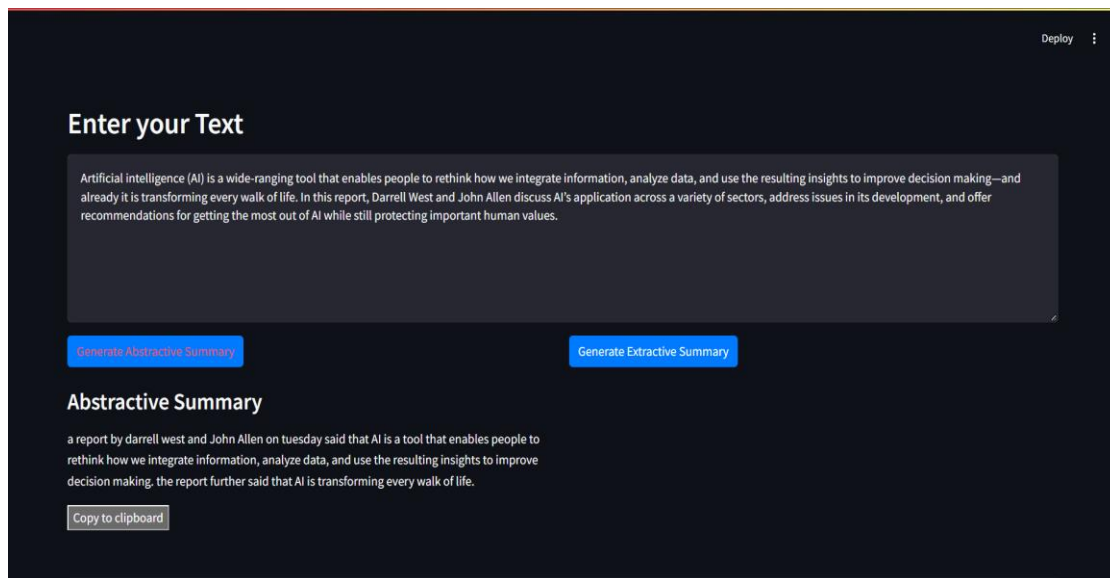 Deploy
Enter your Text
Artificial intelligence (AI) is a wide-ranging tool that enables people to rethink how we integrate information, analyze data, and use the resulting insights to improve decision making—and
already it is transforming every walk of life. In this report, Darrell West and John Allen discuss AI's application across a variety of sectors, address issues in its development, and offer
recommendations for getting the most out of AI while still protecting important human values.
Generate Abstractive Summary
Generate Extractive Summary
Abstractive Summary
a report by darrell west and John Allen on tuesday said that AI is a tool that enables people to
rethink how we integrate information, analyze data, and use the resulting insights to improve
decision making. the report further said that AI is transforming every walk of life.
Copy to clipboard